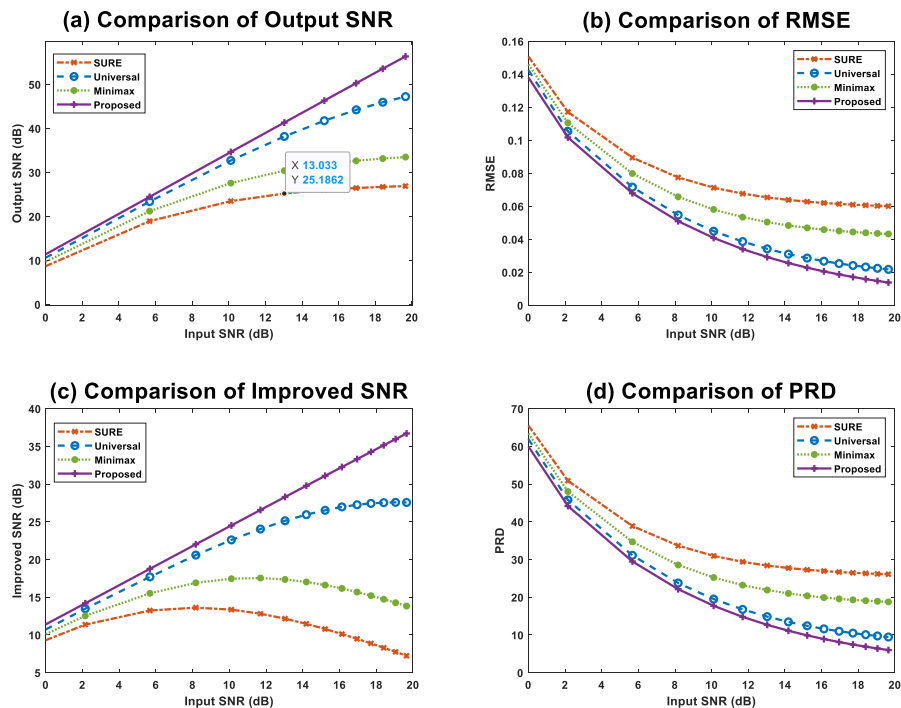 (a) Comparison of Output SNR
60
50
40
30
20
10
0
Output SNR (dB)
SURE
Universal
Minimax
Proposed
X 13.033
Y 25.1862
0 2 4 6 8 10 12 14 16 18 20
Input SNR (dB)
(b) Comparison of RMSE
0.16
0.14
0.12
0.1
0.08
0.06
0.04
0.02
0
RMSE
SURE
Universal
Minimax
Proposed
0 2 4 6 8 10 12 14 16 18 20
Input SNR (dB)
(c) Comparison of Improved SNR
40
35
30
25
20
15
10
5
Improved SNR (dB)
SURE
Universal
Minimax
Proposed
0 2 4 6 8 10 12 14 16 18 20
Input SNR (dB)
(d) Comparison of PRD
70
60
50
40
30
20
10
0
PRD
SURE
Universal
Minimax
Proposed
0 2 4 6 8 10 12 14 16 18 20
Input SNR (dB)